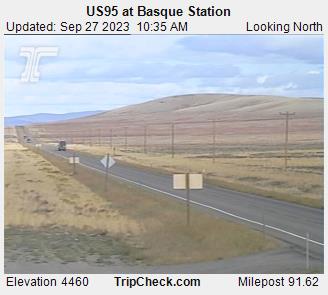 US95 at Basque Station
Updated: Sep 27 2023 10:35 AM Looking North
Elevation 4460 TripCheck.com Milepost 91.62